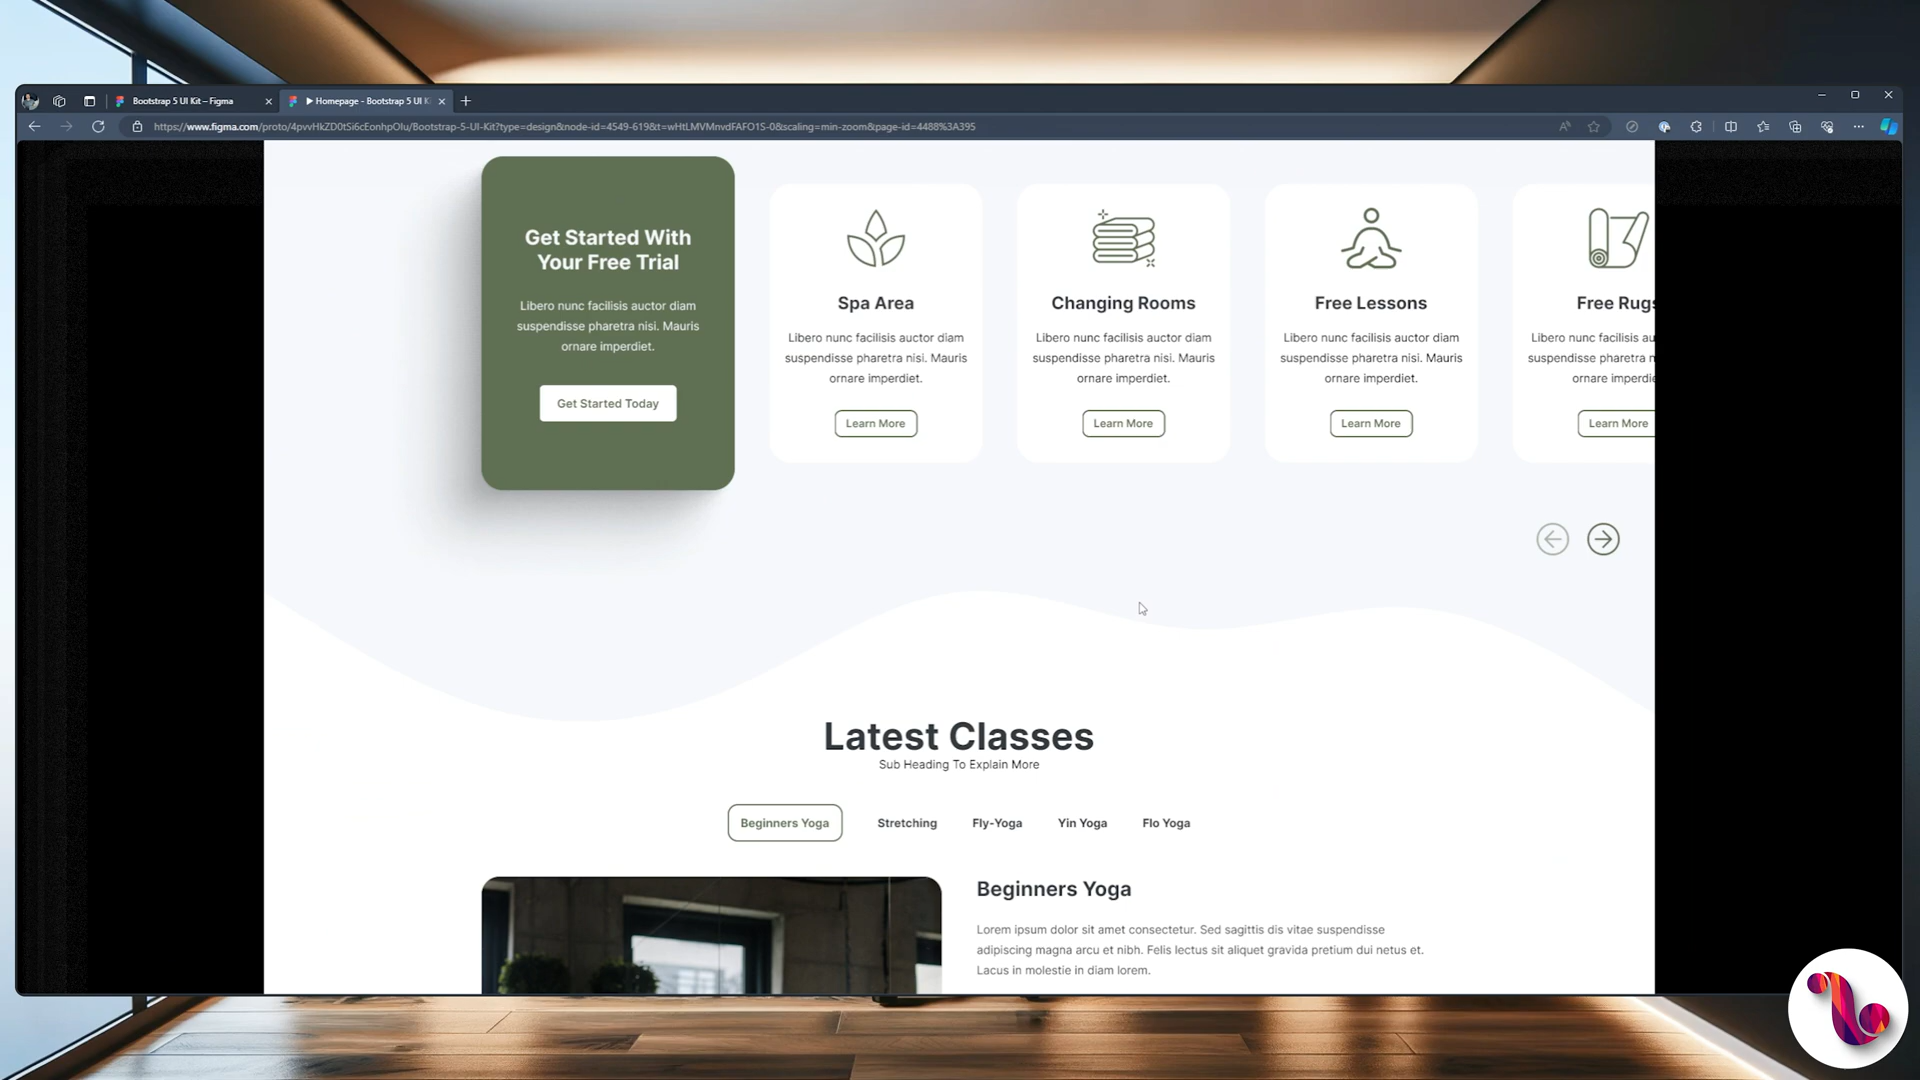 Bootstrap 5 UI Kit – Figma
Homepage - Bootstrap 5 UI Ki
https://www.figma.com/proto/4pvvHkZD0tSi6cEonhpOlu/Bootstrap-5-UI-Kit?type=design&node-id=4549-619&t=wHtLMVMnvdFAFO1S-0&scaling=min-zoom&page-id=4488%3A395
Get Started With
Your Free Trial
Libero nunc facilisis auctor diam
suspendisse pharetra nisi. Mauris
ornare imperdiet.
Get Started Today
Spa Area
Libero nunc facilisis auctor diam
suspendisse pharetra nisi. Mauris
ornare imperdiet.
Learn More
Changing Rooms
Libero nunc facilisis auctor diam
suspendisse pharetra nisi. Mauris
ornare imperdiet.
Learn More
Free Lessons
Libero nunc facilisis auctor diam
suspendisse pharetra nisi. Mauris
ornare imperdiet.
Learn More
Free Rugs
Libero nunc facilisis a
suspendisse pharetra n
ornare imperdie
Learn More
Latest Classes
Sub Heading To Explain More
Beginners Yoga
Stretching
Fly-Yoga
Yin Yoga
Flo Yoga
Beginners Yoga
Lorem ipsum dolor sit amet consectetur. Sed sagittis dis vitae suspendisse
adipiscing magna arcu et nibh. Felis lectus sit aliquet gravida pretium dui netus et.
Lacus in molestie in diam lorem.